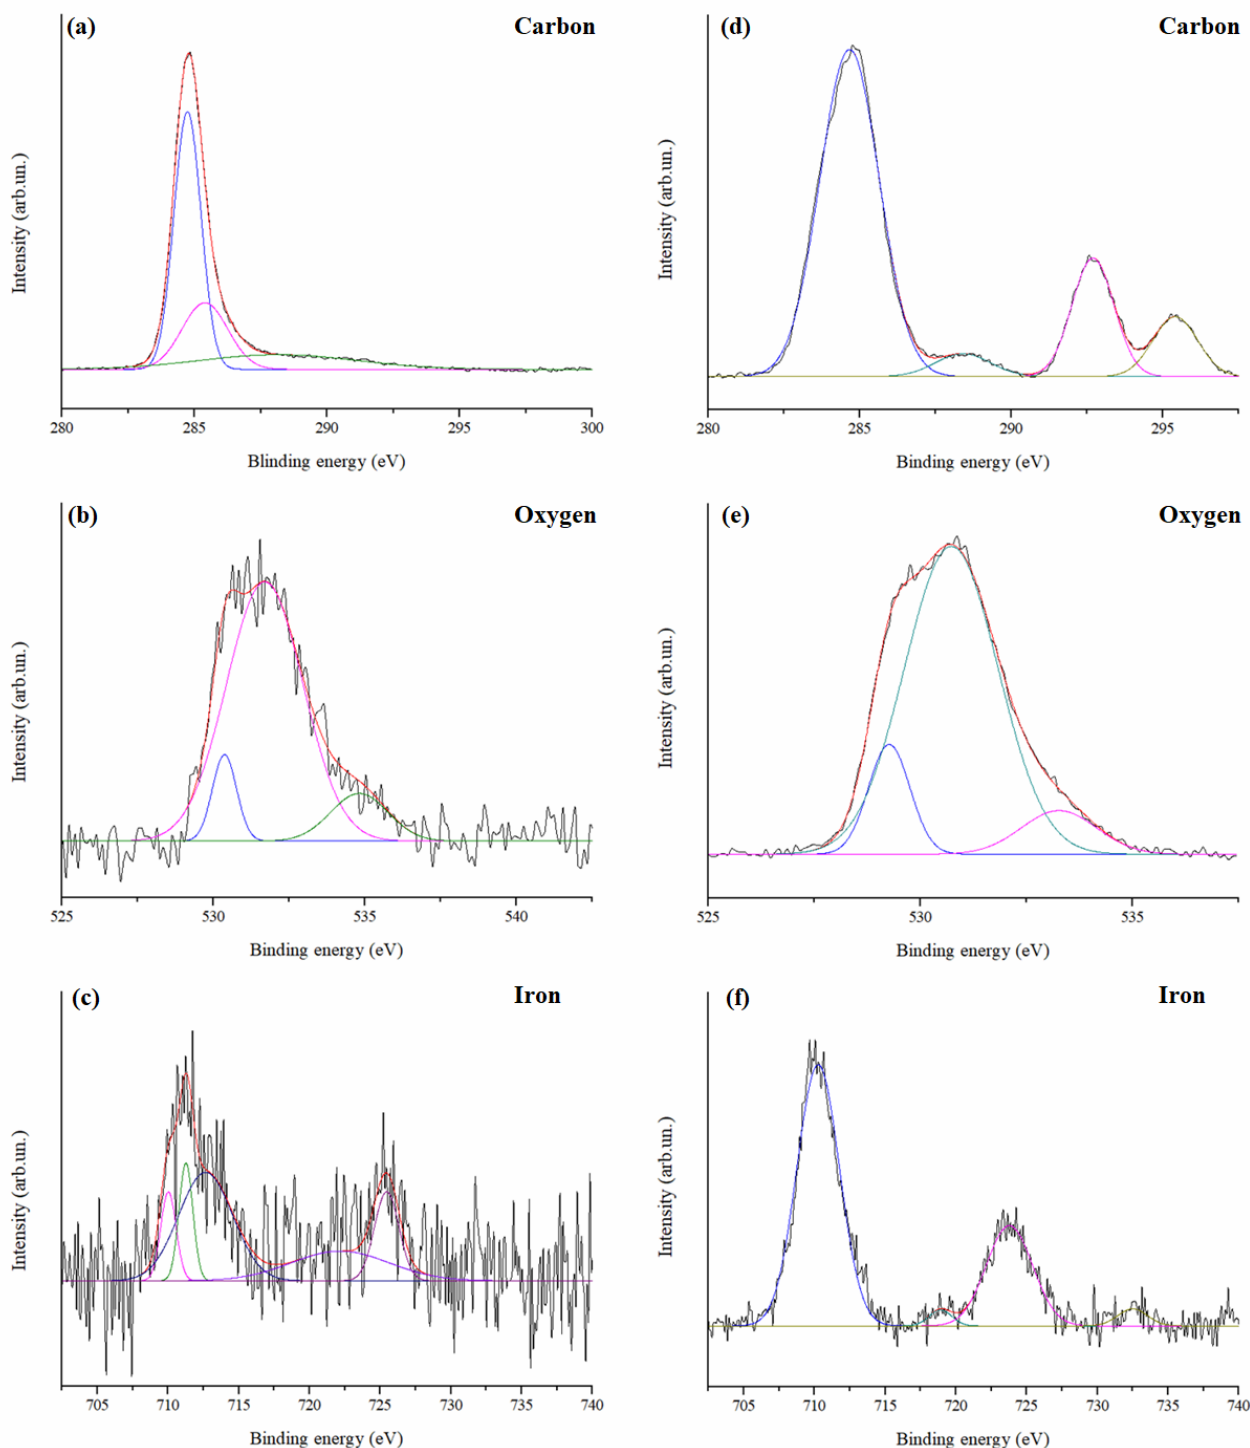 (a) Carbon
Intensity (arb.un.)
280 285 290 295 300
Blinding energy (eV)
(d) Carbon
Intensity (arb.un.)
280 285 290 295
Binding energy (eV)
(b) Oxygen
Intensity (arb.un.)
525 530 535 540
Binding energy (eV)
(e) Oxygen
Intensity (arb.un.)
525 530 535
Binding energy (eV)
(c) Iron
Intensity (arb.un.)
705 710 715 720 725 730 735 740
Binding energy (eV)
(f) Iron
Intensity (arb.un.)
705 710 715 720 725 730 735 740
Binding energy (eV)